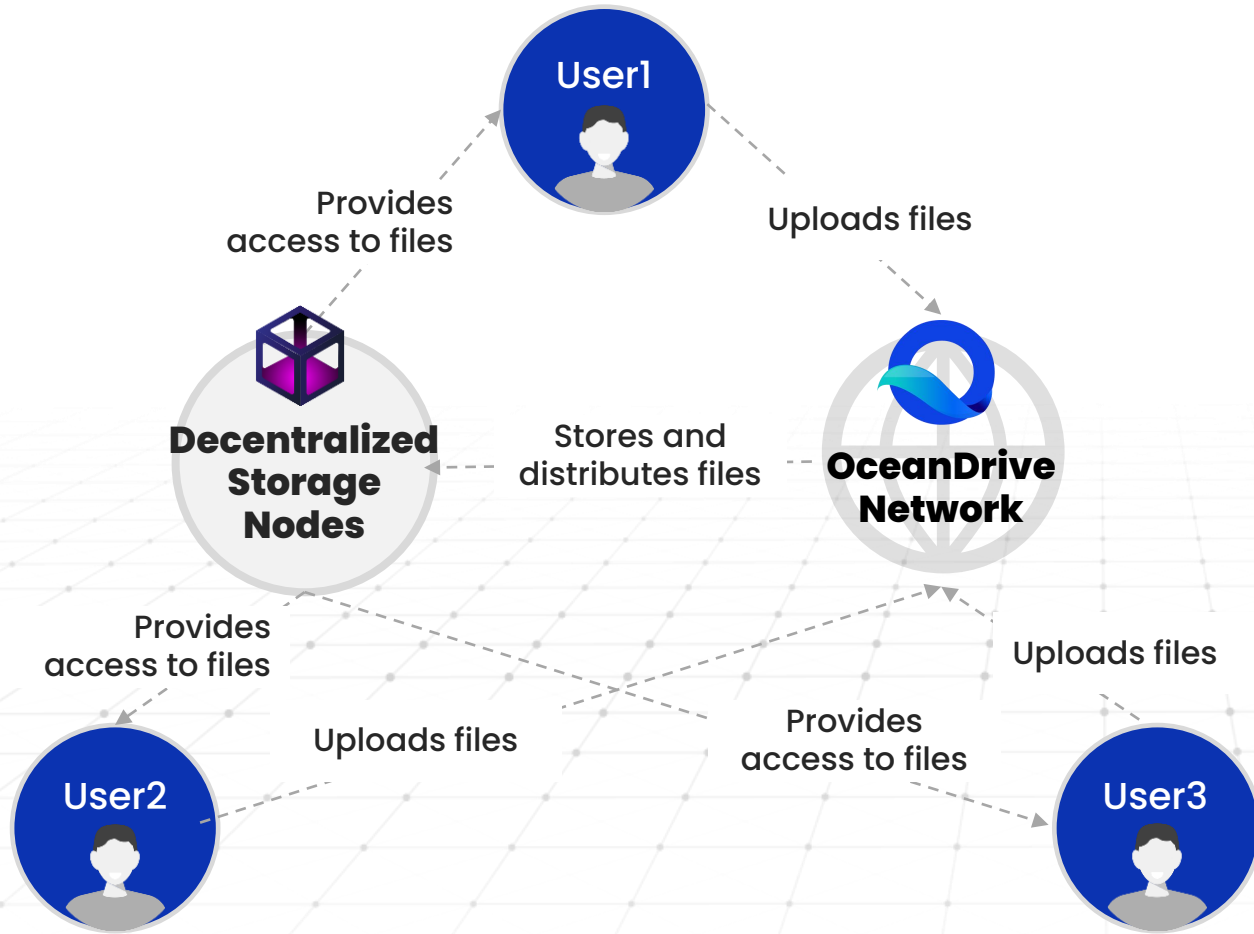 User1
Provides
access to files
Uploads files
Decentralized
Storage
Nodes
Stores and
distributes files
OceanDrive
Network
Provides
access to files
Uploads files
Uploads files
Provides
access to files
User2
User3